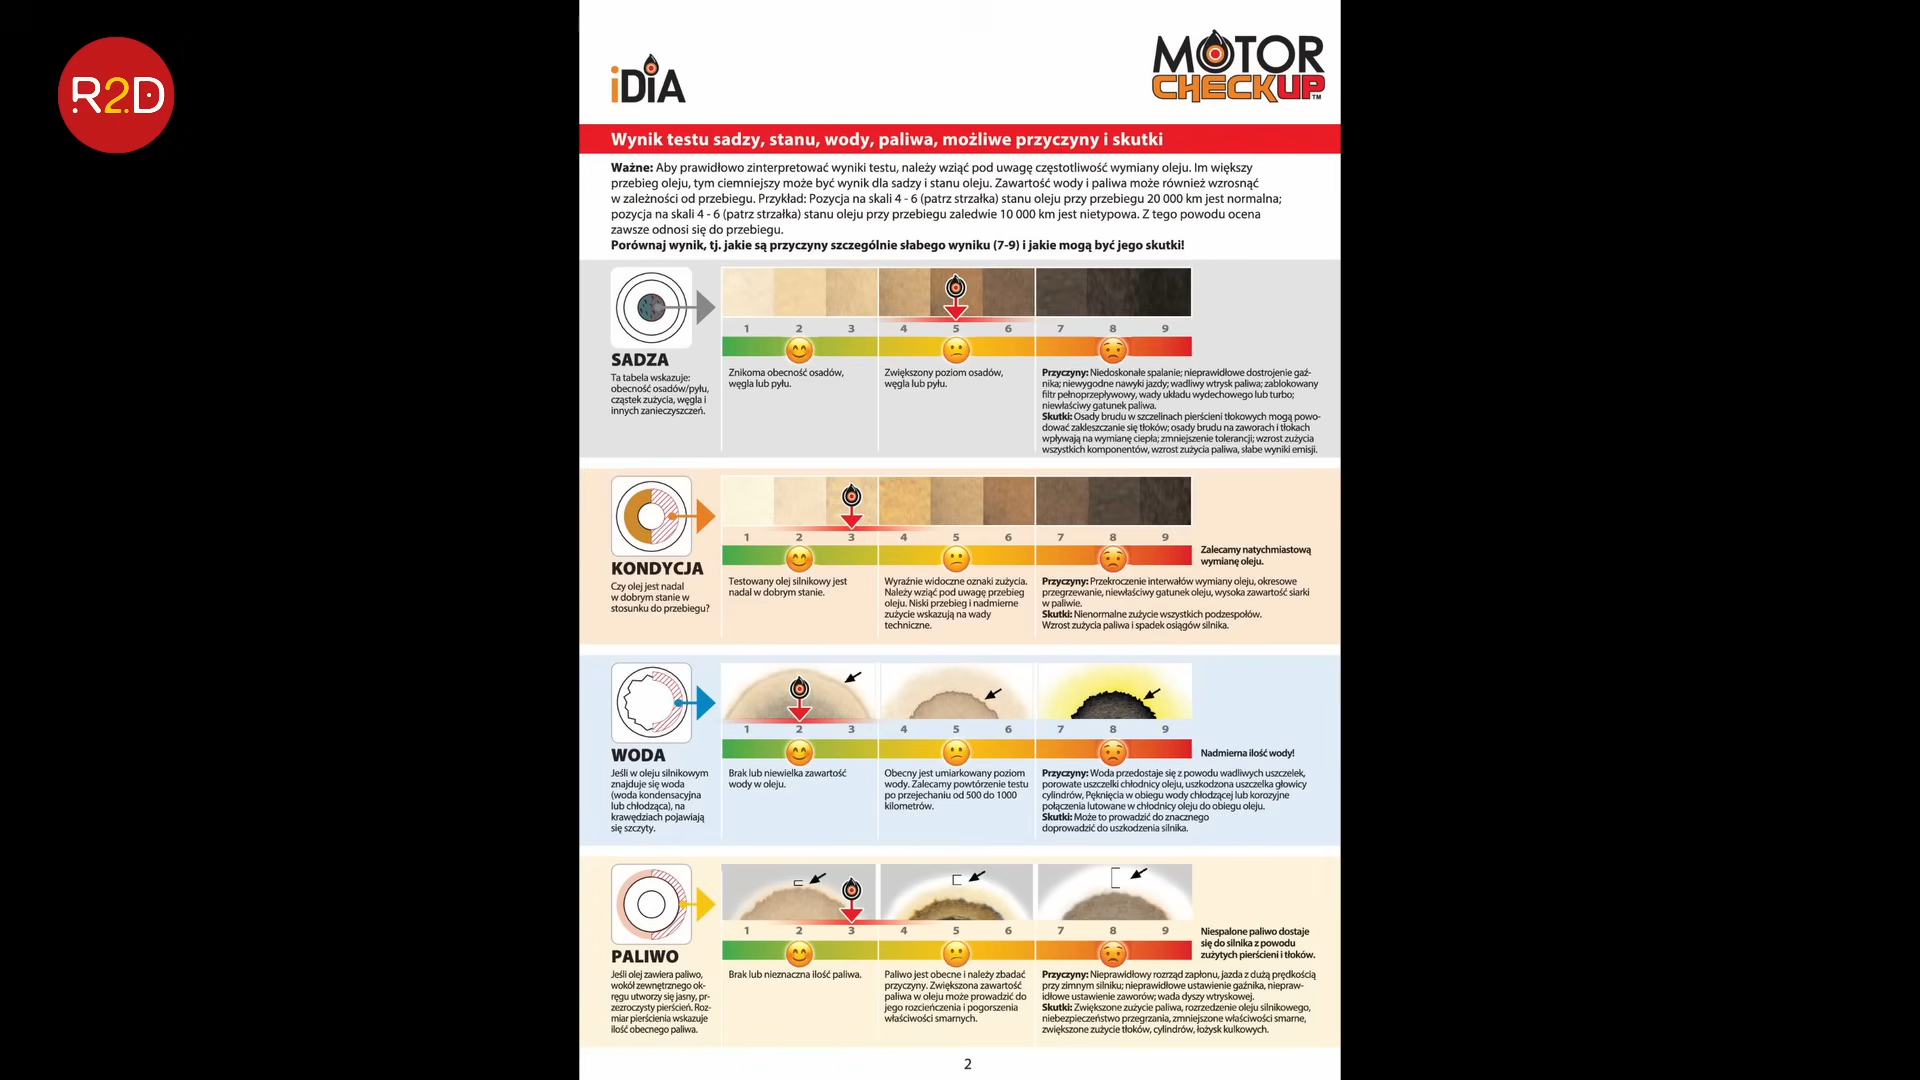 R2D
iDiA
MOTOR
CHECKUP™
Wynik testu sadzy, stanu, wody, paliwa, możliwe przyczyny i skutki
Ważne: Aby prawidłowo zinterpretować wyniki testu, należy wziąć pod uwagę częstotliwość wymiany oleju. Im większy
przebieg oleju, tym ciemniejszy może być wynik dla sadzy i stanu oleju. Zawartość wody i paliwa może również wzrosnąć
w zależności od przebiegu. Przykład: Pozycja na skali 4 - 6 (patrz strzałka) stanu oleju przy przebiegu 20 000 km jest normalna;
pozycja na skali 4 - 6 (patrz strzałka) stanu oleju przy przebiegu zaledwie 10 000 km jest nietypowa. Z tego powodu ocena
zawsze odnosi się do przebiegu.
Porównaj wynik, tj. jakie są przyczyny szczególnie słabego wyniku (7-9) i jakie mogą być jego skutki!
1 2 3 4 5 6 7 8 9
SADZA
Ta tabela wskazuje:
obecność osadów/pyłu,
cząstek zużycia, węgla i
innych zanieczyszczeń.
Znikoma obecność osadów,
węgla lub pyłu.
Zwiększony poziom osadów,
węgla lub pyłu.
Przyczyny: Niedoskonałe spalanie; nieprawidłowe dostrojenie gaź-
nika; niewygodne nawyki jazdy; wadliwy wtrysk paliwa; zablokowany
filtr pełnoprzepływowy, wady układu wydechowego lub turbo;
niewłaściwy gatunek paliwa.
Skutki: Osady brudu w szczelinach pierścieni tłokowych mogą powo-
dować zakleszczanie się tłoków; osady brudu na zaworach i tłokach
wpływają na wymianę ciepła; zmniejszenie tolerancji; wzrost zużycia
wszystkich komponentów, wzrost zużycia paliwa, słabe wyniki emisji.
1 2 3 4 5 6 7 8 9
KONDYCJA
Czy olej jest nadal
w dobrym stanie w
stosunku do przebiegu?
Testowany olej silnikowy jest
nadal w dobrym stanie.
Wyraźnie widoczne oznaki zużycia.
Należy wziąć pod uwagę przebieg
oleju. Niski przebieg i nadmierne
zużycie wskazują na wady
techniczne.
Zalecamy natychmiastową
wymianę oleju.
Przyczyny: Przekroczenie interwałów wymiany oleju, okresowe
przegrzewanie, niewłaściwy gatunek oleju, wysoka zawartość siarki
w paliwie.
Skutki: Nienormalne zużycie wszystkich podzespołów.
Wzrost zużycia paliwa i spadek osiągów silnika.
1 2 3 4 5 6 7 8 9
WODA
Jeśli w oleju silnikowym
znajduje się woda
(woda kondensacyjna
lub chłodząca), na
krawędziach pojawiają
się szczyty.
Brak lub niewielka zawartość
wody w oleju.
Obecny jest umiarkowany poziom
wody. Zalecamy powtórzenie testu
po przejechaniu od 500 do 1000
kilometrów.
Nadmierna ilość wody!
Przyczyny: Woda przedostaje się z powodu wadliwych uszczelek,
porowate uszczelki chłodnicy oleju, uszkodzona uszczelka głowicy
cylindrów, Pęknięcia w obiegu wody chłodzącej lub korozyjne
połączenia lutowane w chłodnicy oleju do obiegu oleju.
Skutki: Może to prowadzić do znacznego
doprowadzić do uszkodzenia silnika.
1 2 3 4 5 6 7 8 9
PALIWO
Jeśli olej zawiera paliwo,
wokół zewnętrznego ok-
ręgu utworzy się jasny, pr-
zezroczysty pierścień. Roz-
miar pierścienia wskazuje
ilość obecnego paliwa.
Brak lub nieznaczna ilość paliwa.
Paliwo jest obecne i należy zbadać
przyczyny. Zwiększona zawartość
paliwa w oleju może prowadzić do
jego rozcieńczenia i pogorszenia
właściwości smarnych.
Niespalone paliwo dostaje
się do silnika z powodu
zużytych pierścieni i tłoków.
Przyczyny: Nieprawidłowy rozrząd zapłonu, jazda z dużą prędkością
przy zimnym silniku; nieprawidłowe ustawienie gaźnika, niepraw-
idłowe ustawienie zaworów; wada dyszy wtryskowej.
Skutki: Zwiększone zużycie paliwa, rozrzedzenie oleju silnikowego,
niebezpieczeństwo przegrzania, zmniejszone właściwości smarne,
zwiększone zużycie tłoków, cylindrów, łożysk kulkowych.
2